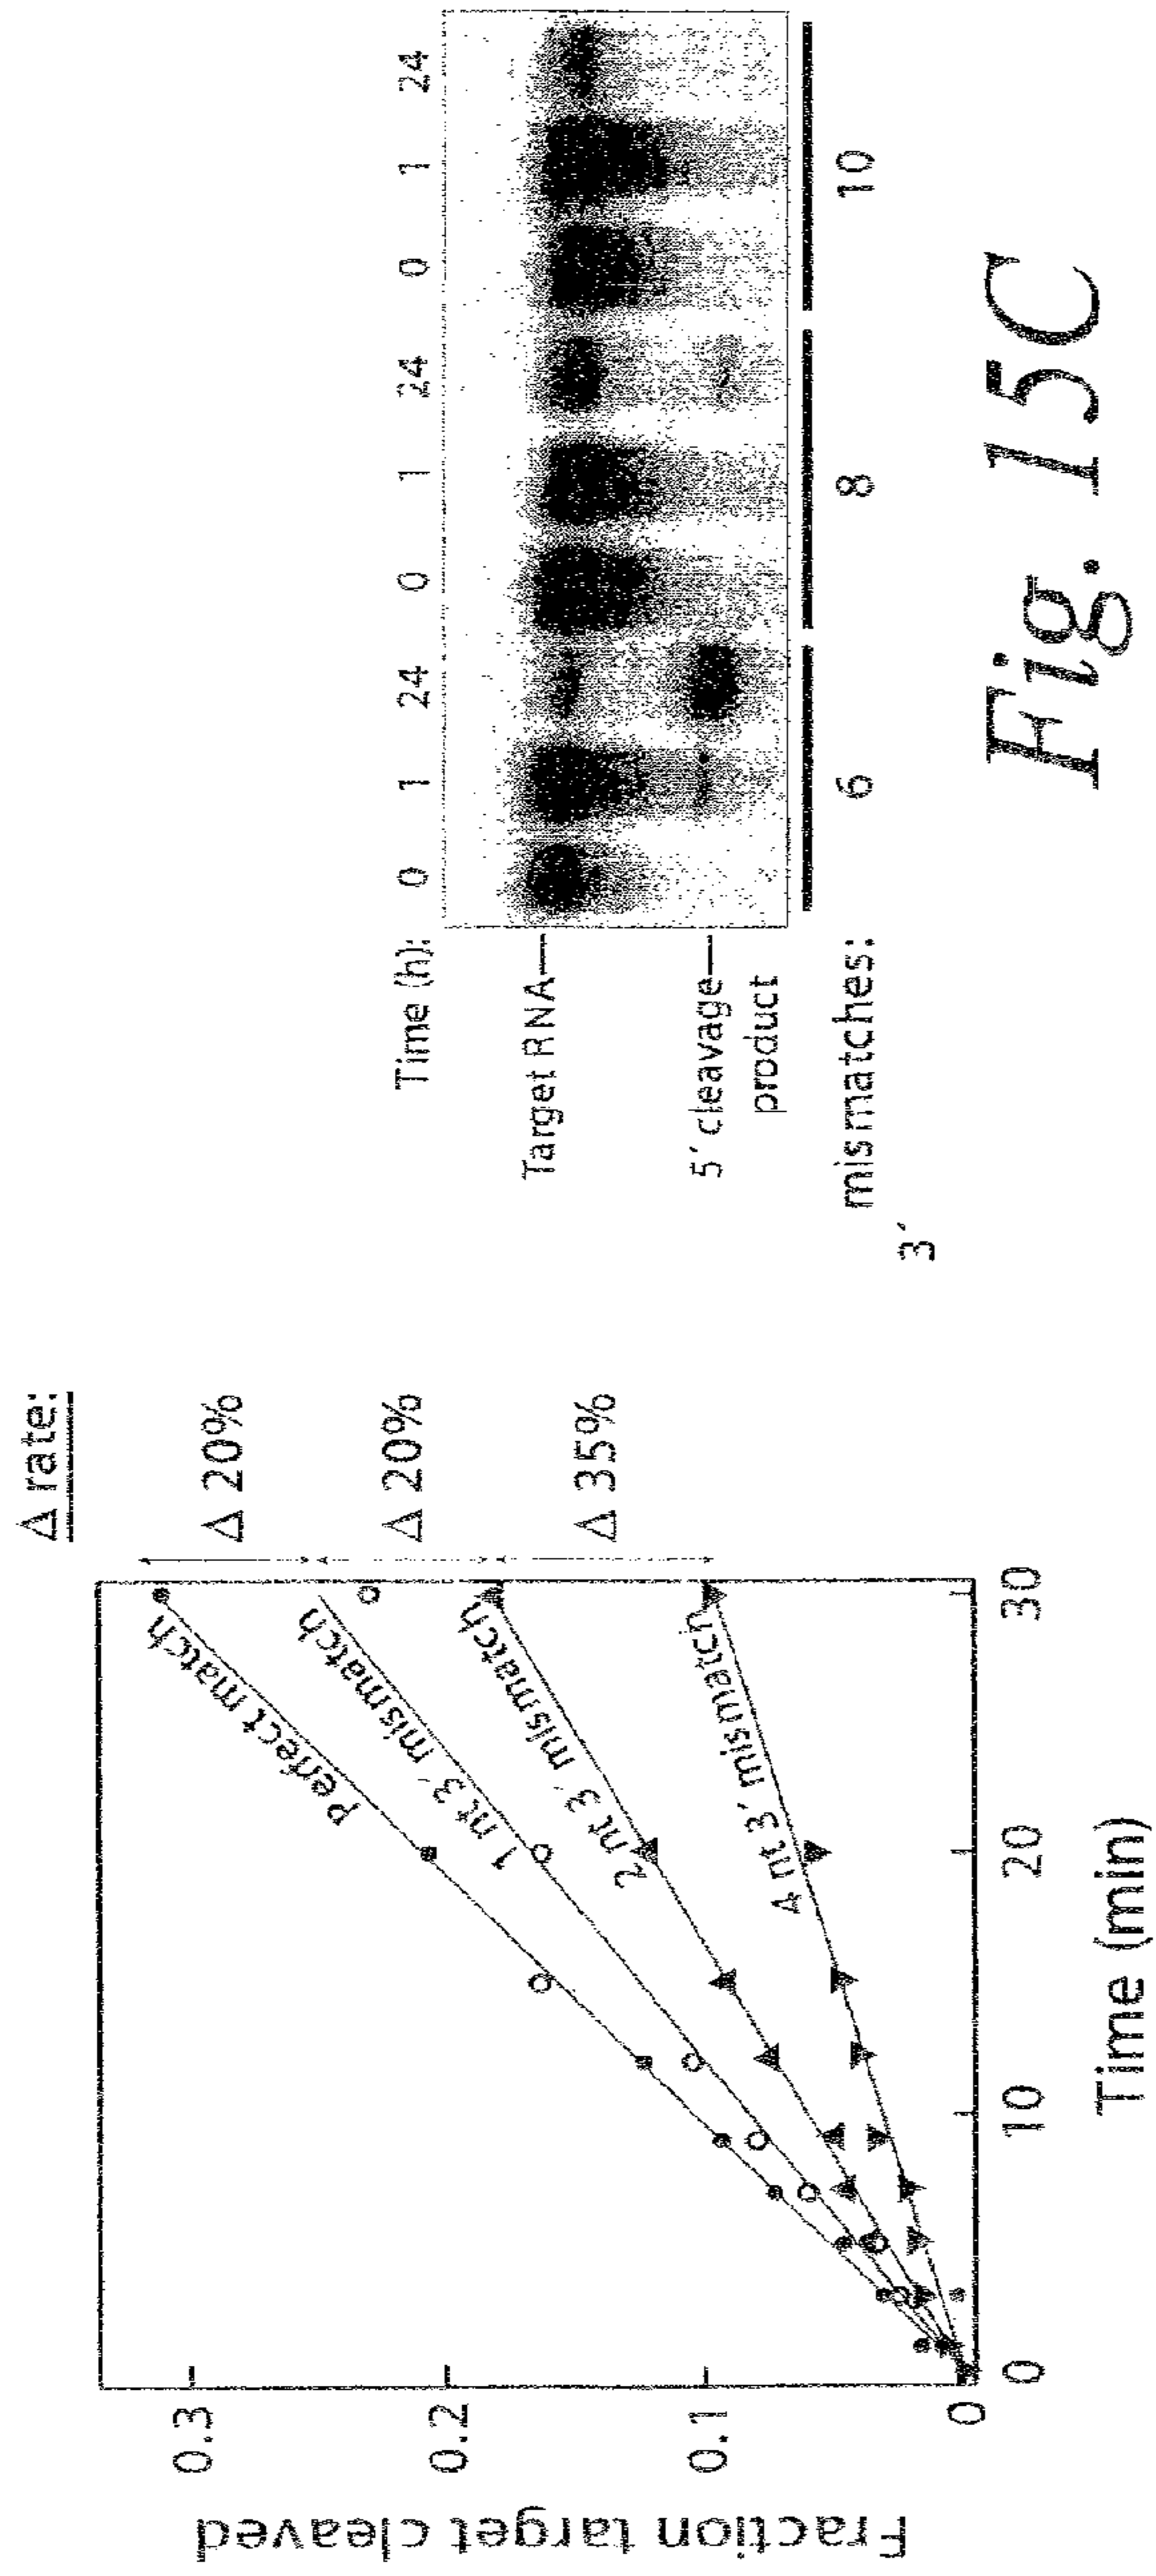 Δ rate:
Δ 20%
Δ 20%
Δ 35%
Fraction target cleaved
0.3
0.2
0.1
0
0
10
20
30
Time (min)
Perfect match
1 nt 3´ mismatch
2 nt 3´ mismatch
4 nt 3´ mismatch
Time (h): 0 1 24 0 1 24 0 1 24
Target RNA
5´ cleavage
product
mismatches: 6 8 10
3´
Fig. 15C